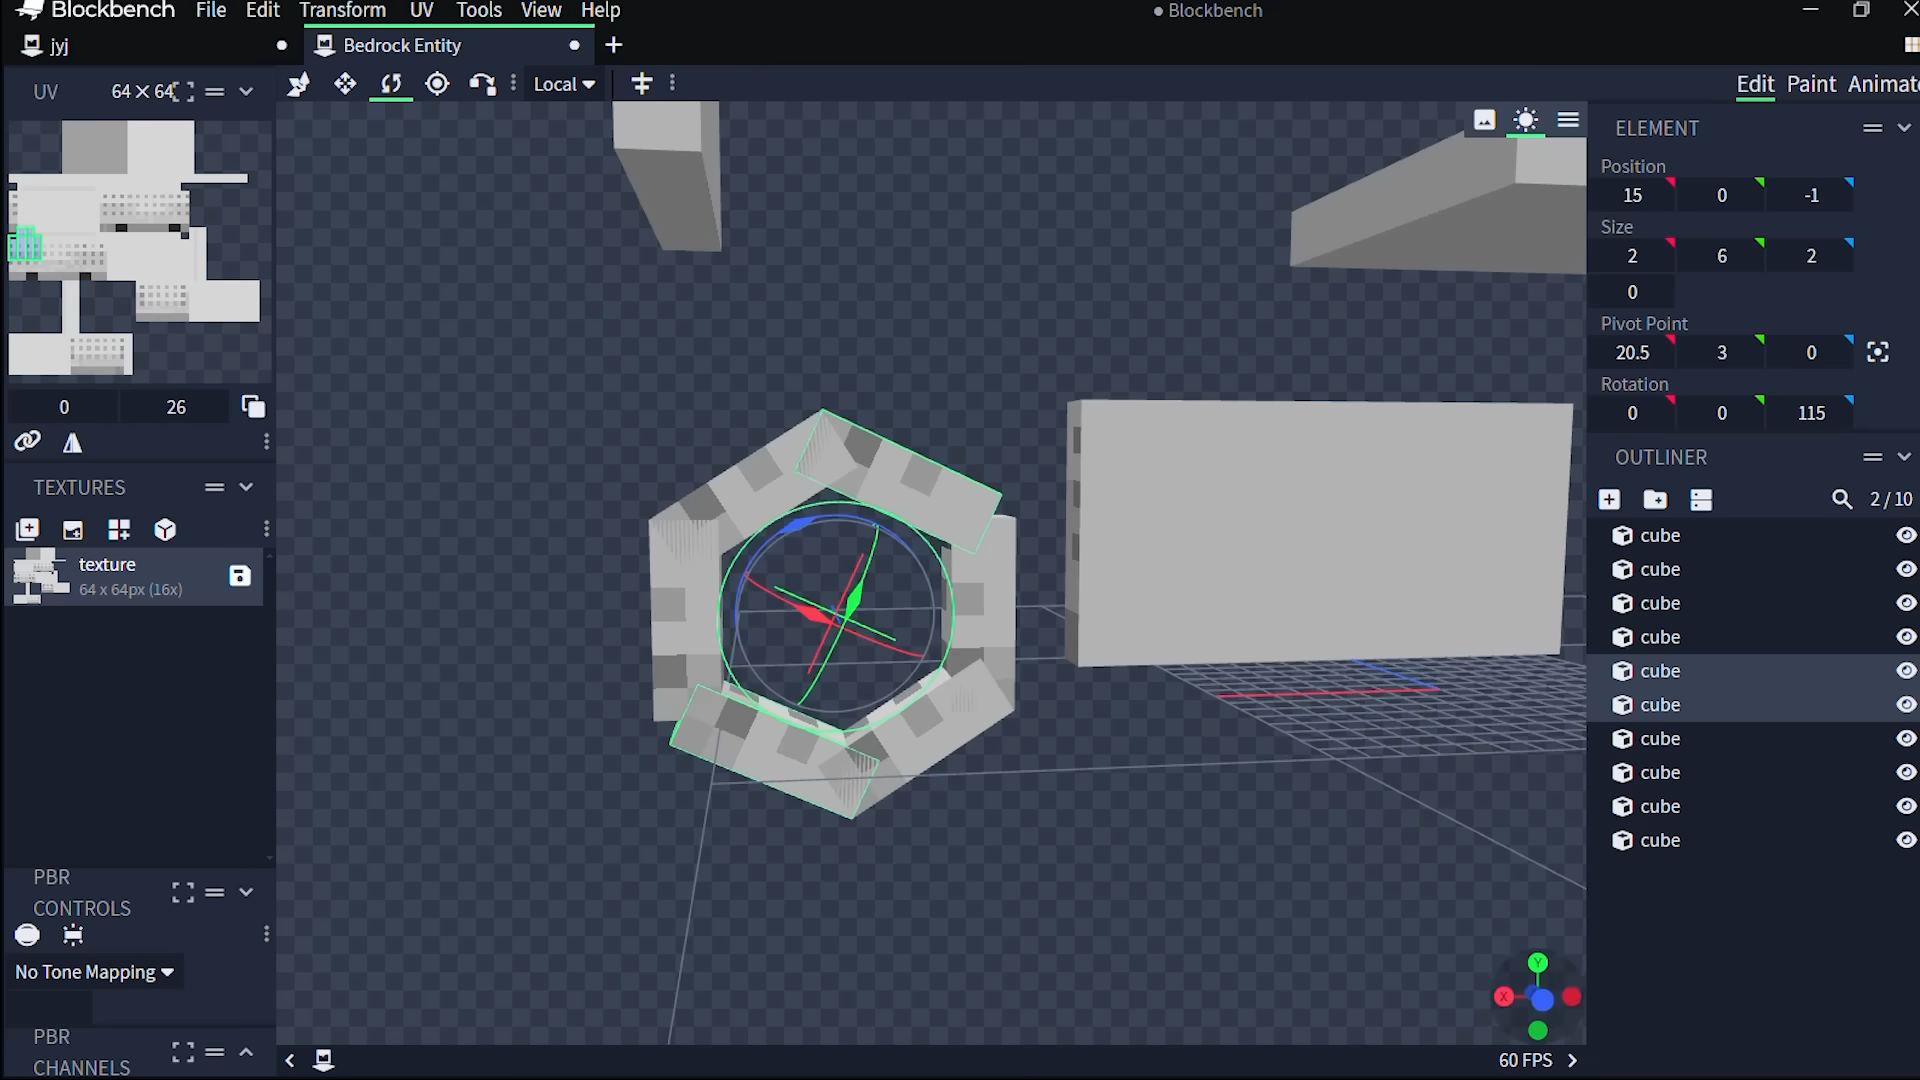 Blockbench File Edit Transform UV Tools View Help
● Blockbench
jyj
Bedrock Entity
UV 64 × 64
Local
Edit Paint Animat
ELEMENT
Position
15 0 -1
Size
2 6 2
0
Pivot Point
20.5 3 0
Rotation
0 0 115
0 26
OUTLINER
2 / 10
cube
cube
cube
cube
cube
cube
cube
cube
cube
cube
TEXTURES
texture
64 x 64px (16x)
PBR
CONTROLS
No Tone Mapping
PBR
CHANNELS
Y
X
60 FPS